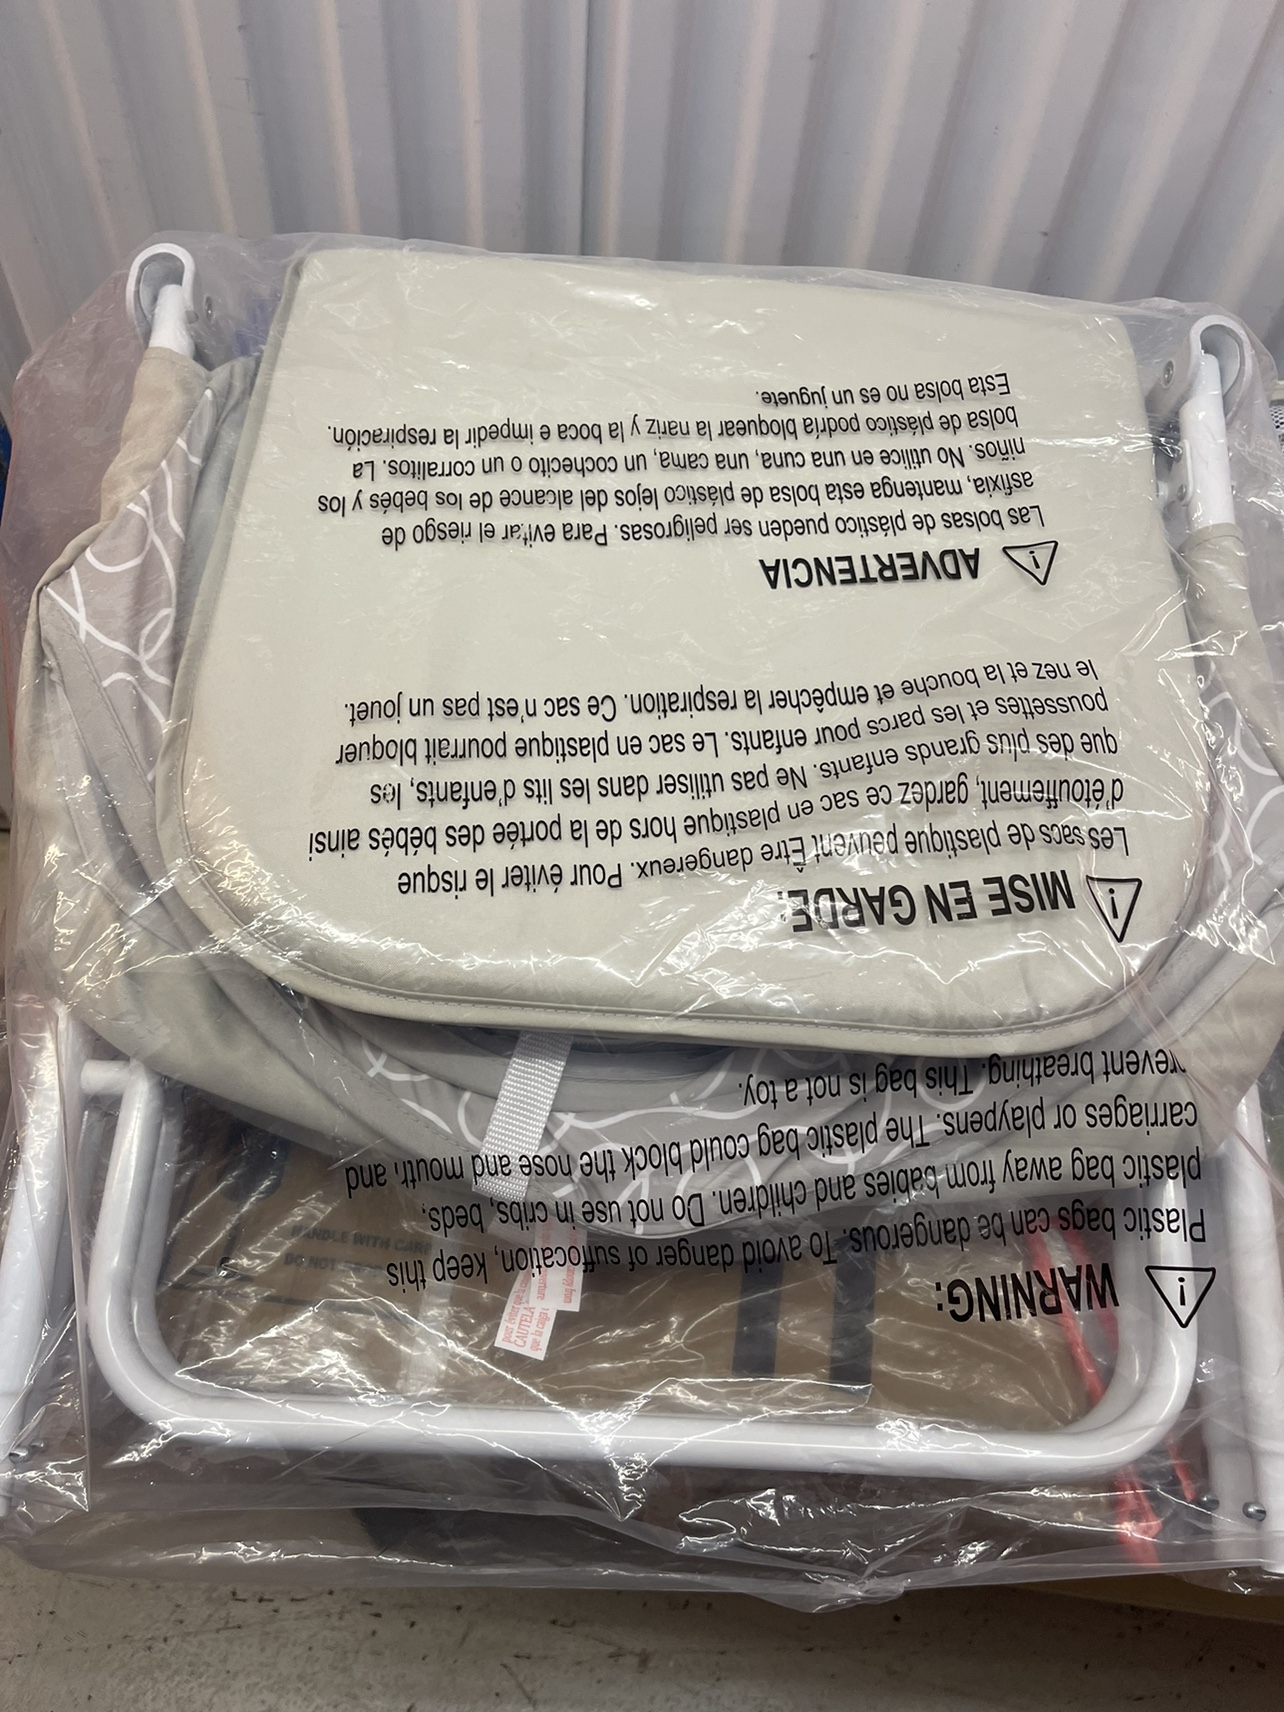 WARNING:
Plastic bags can be dangerous. To avoid danger of suffocation, keep this
plastic bag away from babies and children. Do not use in cribs, beds,
carriages or playpens. The plastic bag could block the nose and mouth and
prevent breathing. This bag is not a toy.
MISE EN GARDE:
Les sacs de plastique peuvent Être dangereux. Pour éviter le risque
d'étouffement, gardez ce sac en plastique hors de la portée des bébés ainsi
que des plus grands enfants. Ne pas utiliser dans les lits d'enfants, les
poussettes et les parcs pour enfants. Le sac en plastique pourrait bloquer
le nez et la bouche et empêcher la respiration. Ce sac n'est pas un jouet.
ADVERTENCIA
Las bolsas de plástico pueden ser peligrosas. Para evitar el riesgo de
asfixia, mantenga esta bolsa de plástico lejos del alcance de los bebés y los
niños. No utilice en una cuna, una cama, un cochecito o un corralitos. La
bolsa de plástico podría bloquear la nariz y la boca e impedir la respiración.
Esta bolsa no es un juguete.
HANDLE WITH CARE
DO NOT
CAUTELA